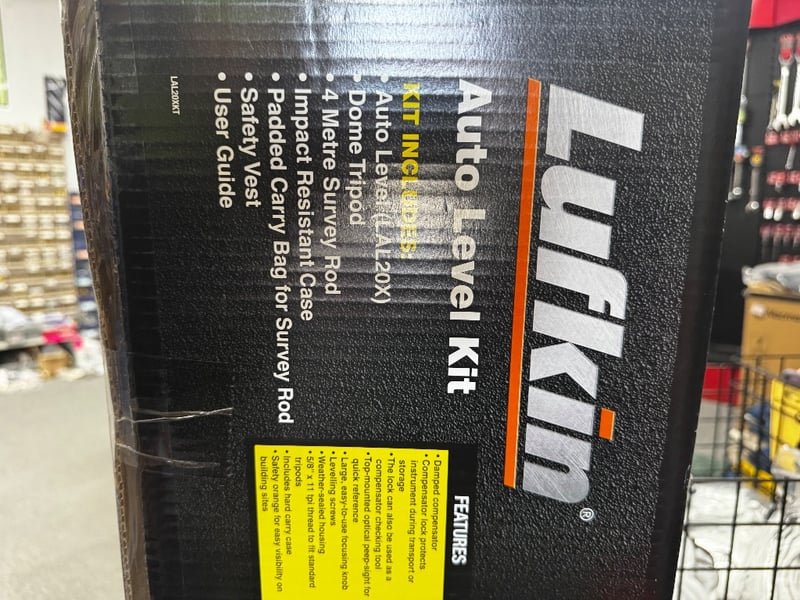 Lufkin®
Auto Level Kit
KIT INCLUDES:
• Auto Level (LAL20X)
• Dome Tripod
• 4 Metre Survey Rod
• Impact Resistant Case
• Padded Carry Bag for Survey Rod
• Safety Vest
• User Guide
LAL20XKT
FEATURES
• Damped compensator
• Compensator lock protects
instrument during transport or
storage
• The lock can also be used as a
compensator checking tool
• Top-mounted optical peep-sight for
quick reference
• Large, easy-to-use focusing knob
• Levelling screws
• Weather-sealed housing
• 5/8" x 11 tpi thread to fit standard
tripods
• Includes hard carry case
• Safety orange for easy visibility on
building sites